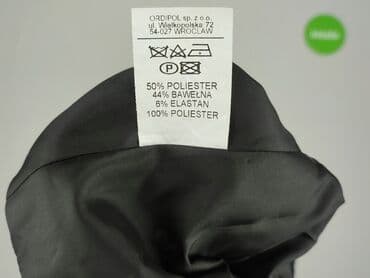 ORDIPOL sp. z o.o.
ul. Wielkopolska 72
54-027 WROCŁAW
P
50% POLIESTER
44% BAWEŁNA
6% ELASTAN
100% POLIESTER